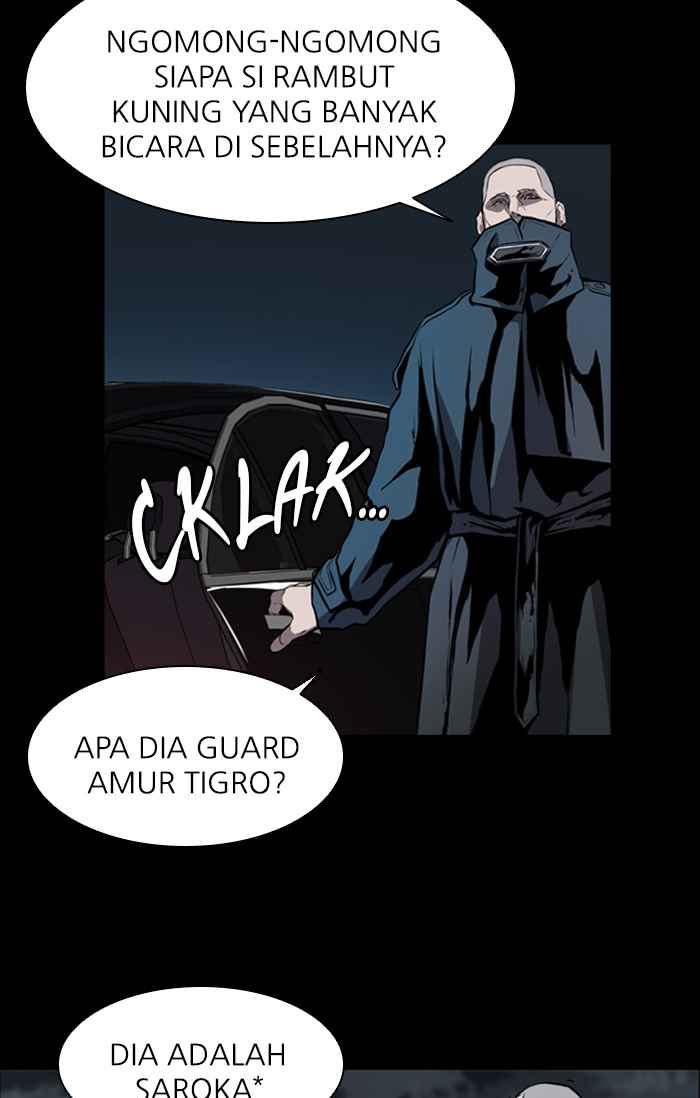 NGOMONG-NGOMONG
SIAPA SI RAMBUT
KUNING YANG BANYAK
BICARA DI SEBELAHNYA?
CKLAK...
APA DIA GUARD
AMUR TIGRO?
DIA ADALAH
SAROKA*